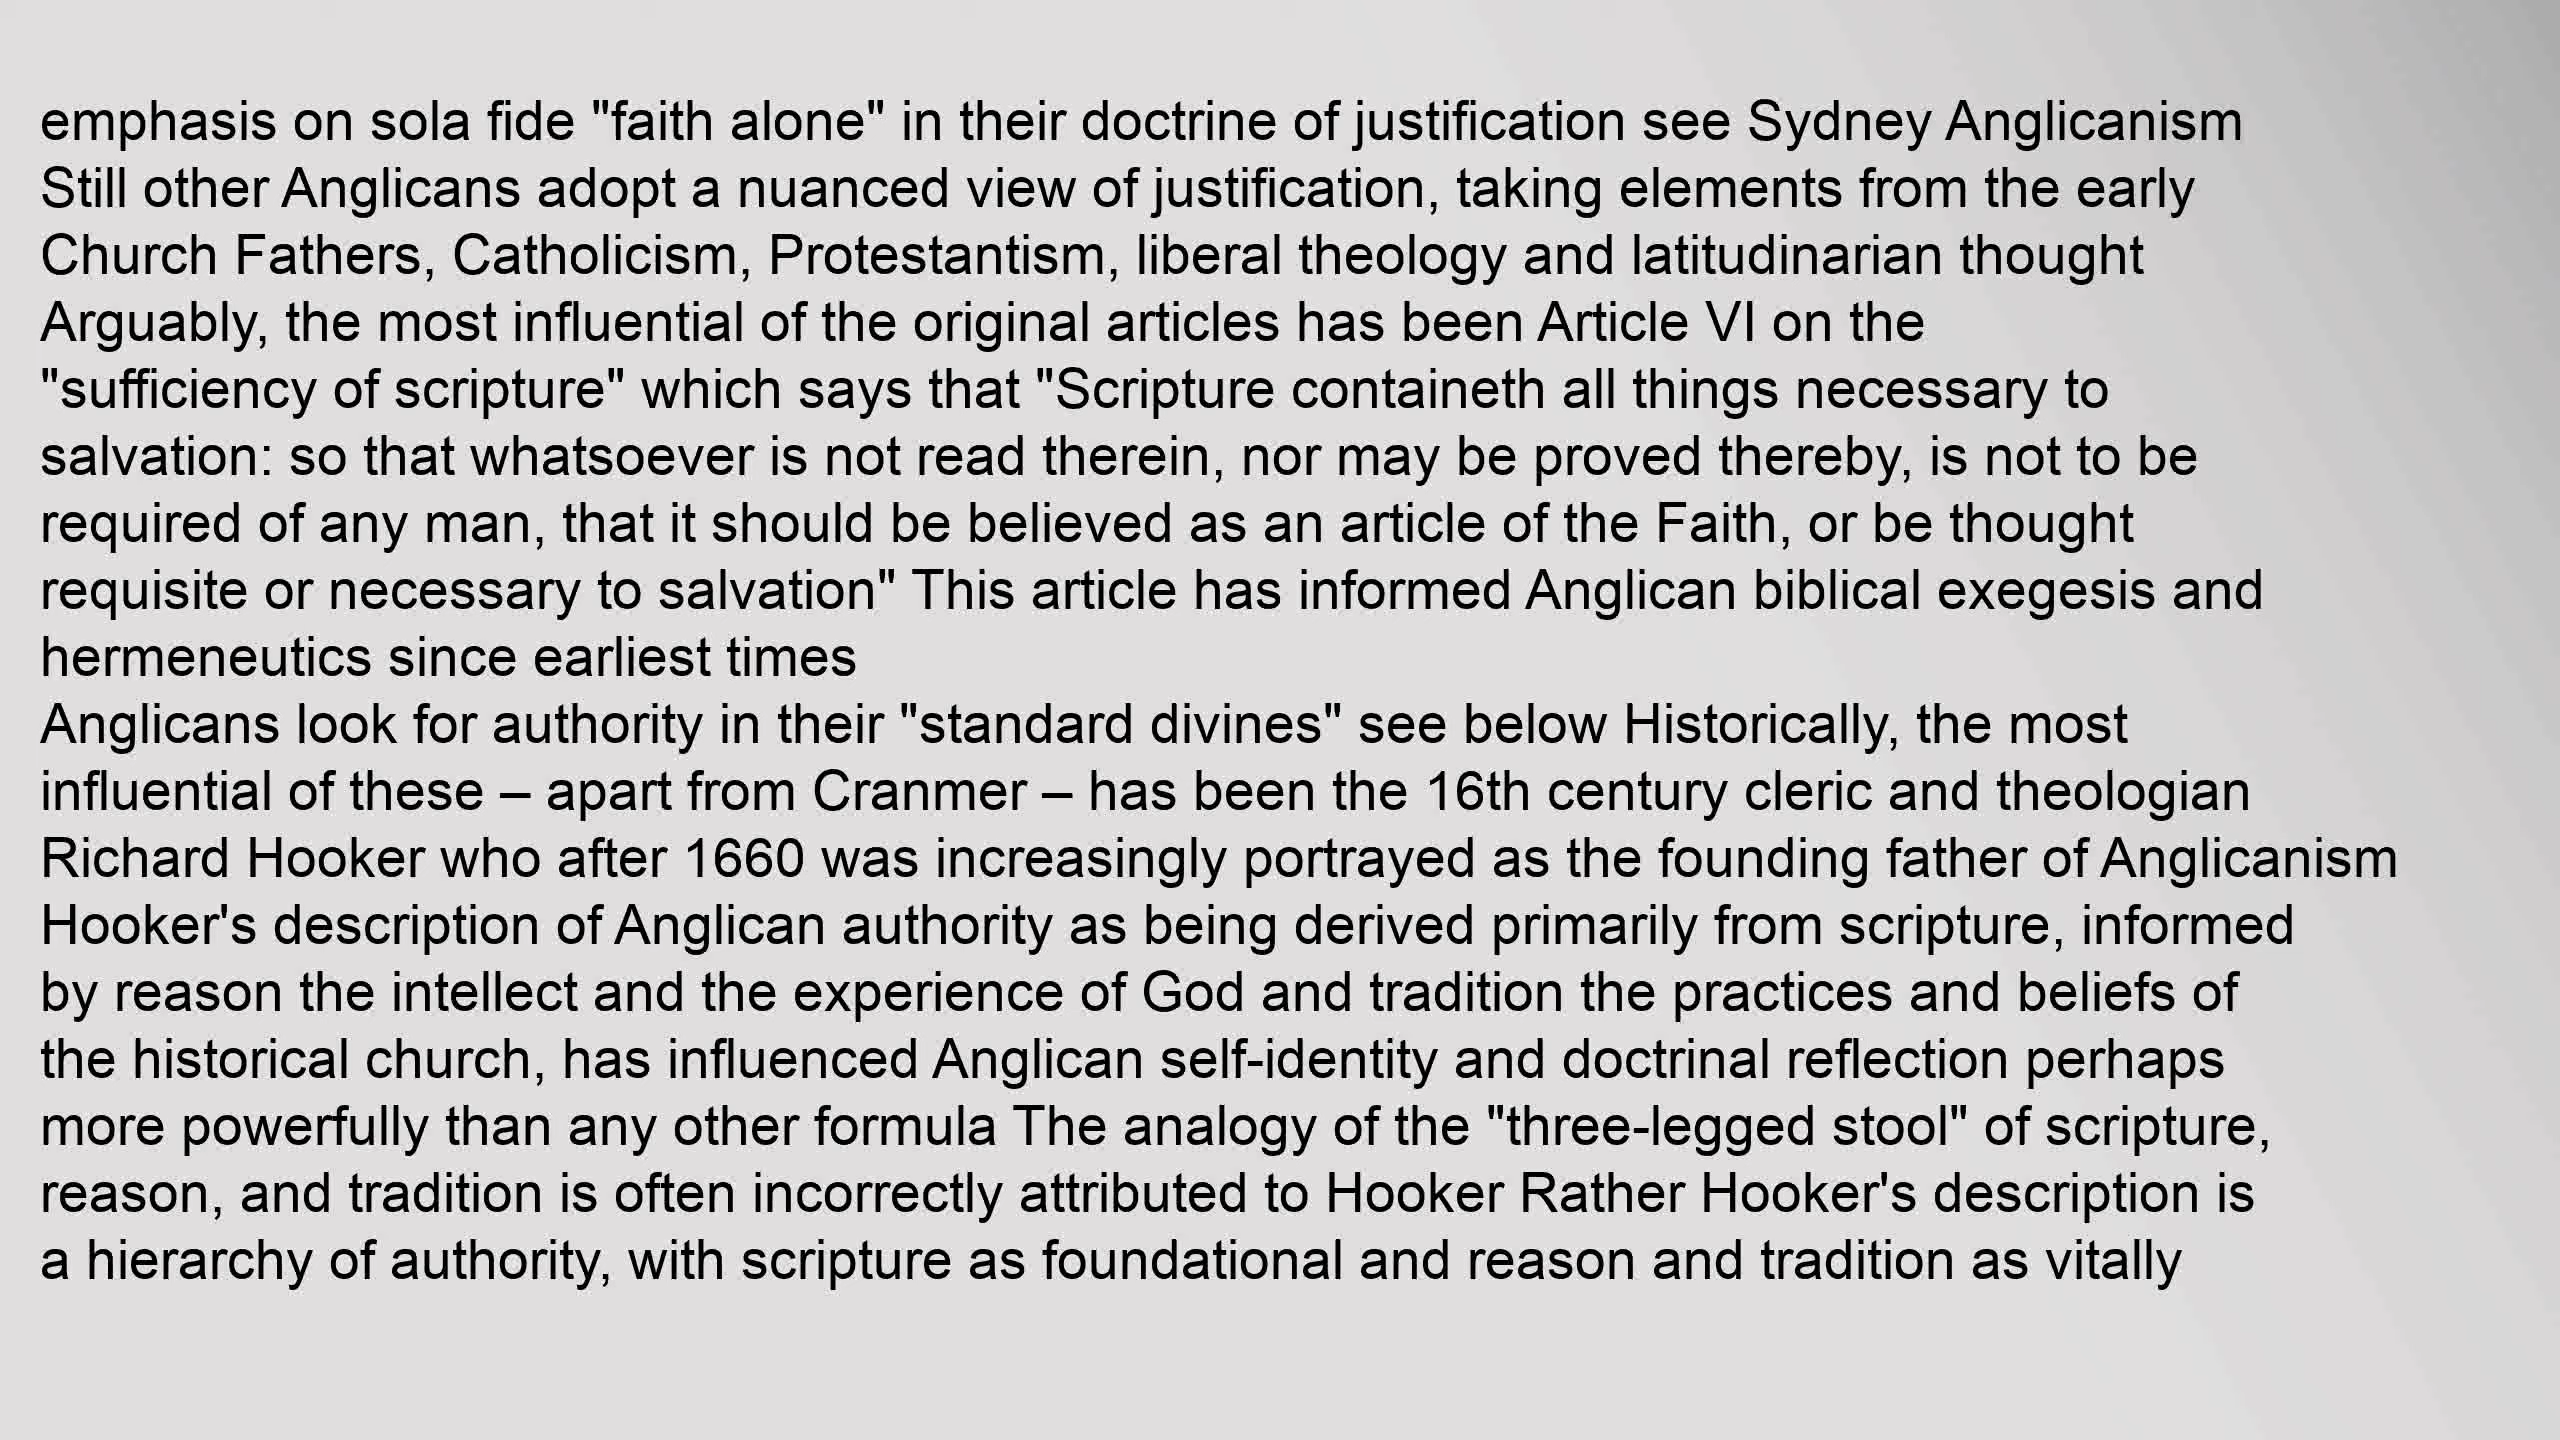 emphasis on sola fide "faith alone" in their doctrine of justification see Sydney Anglicanism
Still other Anglicans adopt a nuanced view of justification, taking elements from the early
Church Fathers, Catholicism, Protestantism, liberal theology and latitudinarian thought
Arguably, the most influential of the original articles has been Article VI on the
"sufficiency of scripture" which says that "Scripture containeth all things necessary to
salvation: so that whatsoever is not read therein, nor may be proved thereby, is not to be
required of any man, that it should be believed as an article of the Faith, or be thought
requisite or necessary to salvation" This article has informed Anglican biblical exegesis and
hermeneutics since earliest times
Anglicans look for authority in their "standard divines" see below Historically, the most
influential of these – apart from Cranmer – has been the 16th century cleric and theologian
Richard Hooker who after 1660 was increasingly portrayed as the founding father of Anglicanism
Hooker's description of Anglican authority as being derived primarily from scripture, informed
by reason the intellect and the experience of God and tradition the practices and beliefs of
the historical church, has influenced Anglican self-identity and doctrinal reflection perhaps
more powerfully than any other formula The analogy of the "three-legged stool" of scripture,
reason, and tradition is often incorrectly attributed to Hooker Rather Hooker's description is
a hierarchy of authority, with scripture as foundational and reason and tradition as vitally